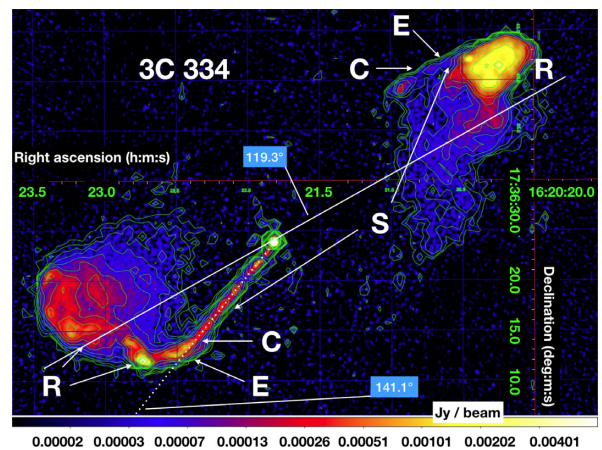 E
3C 334
C
R
Right ascension (h:m:s)
119.3°
23.5
23.0
21.5
16:20:20.0
17:36:30.0
S
20.0
Declination (deg:m:s)
15.0
C
10.0
R
E
141.1°
Jy / beam
0.00002 0.00003 0.00007 0.00013 0.00026 0.00051 0.00101 0.00202 0.00401